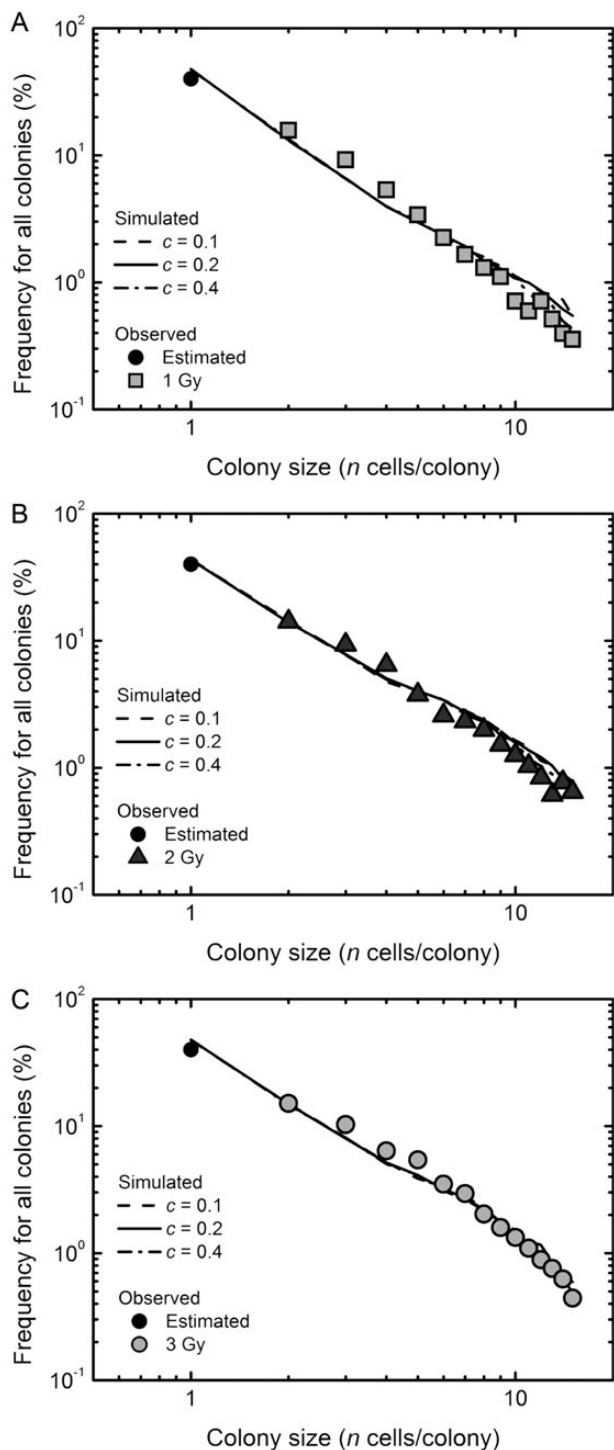 A
Frequency for all colonies (%)
10²
10¹
10⁰
10⁻¹
Simulated
c = 0.1
c = 0.2
c = 0.4
Observed
Estimated
1 Gy
1
10
Colony size (n cells/colony)
B
Frequency for all colonies (%)
10²
10¹
10⁰
10⁻¹
Simulated
c = 0.1
c = 0.2
c = 0.4
Observed
Estimated
2 Gy
1
10
Colony size (n cells/colony)
C
Frequency for all colonies (%)
10²
10¹
10⁰
10⁻¹
Simulated
c = 0.1
c = 0.2
c = 0.4
Observed
Estimated
3 Gy
1
10
Colony size (n cells/colony)